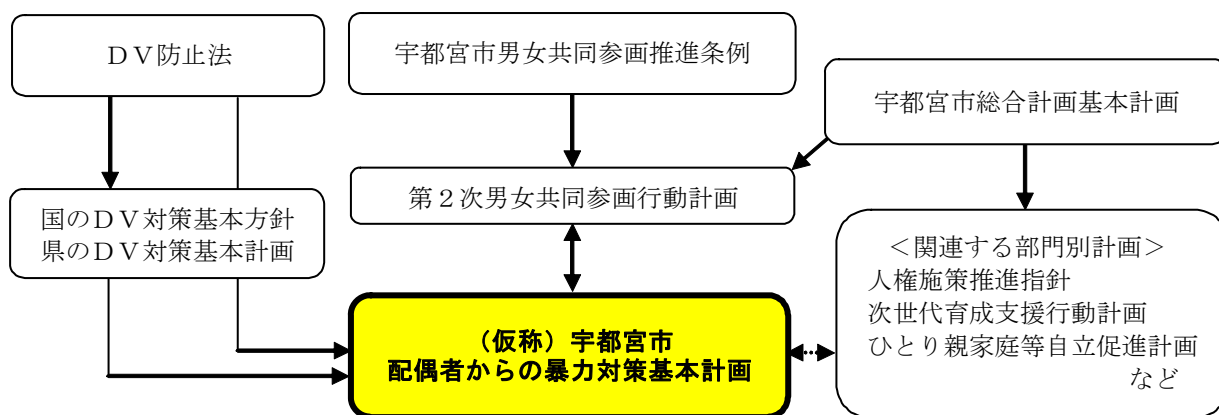 ＤＶ防止法
宇都宮市男女共同参画推進条例
宇都宮市総合計画基本計画
第２次男女共同参画行動計画
国のＤＶ対策基本方針
県のＤＶ対策基本計画
＜関連する部門別計画＞
人権施策推進指針
次世代育成支援行動計画
ひとり親家庭等自立促進計画
など
（仮称）宇都宮市
配偶者からの暴力対策基本計画